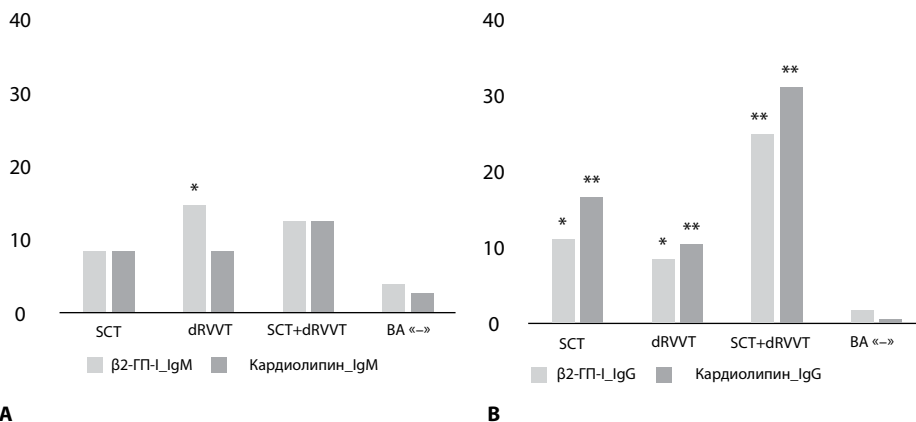 40
30
20
10
0
*
SCT
dRVVT
SCT+dRVVT
ВА «–»
β2-ГП-I_IgM
Кардиолипин_IgM
A
40
30
20
10
0
*
**
*
**
**
**
SCT
dRVVT
SCT+dRVVT
ВА «–»
β2-ГП-I_IgG
Кардиолипин_IgG
B